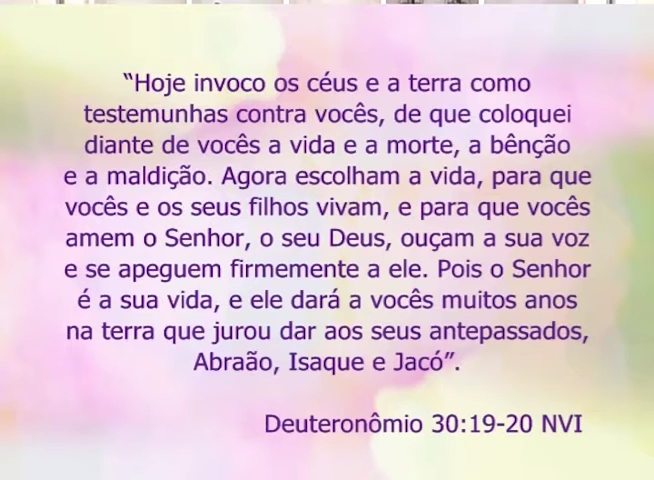 “Hoje invoco os céus e a terra como
testemunhas contra vocês, de que coloquei
diante de vocês a vida e a morte, a bênção
e a maldição. Agora escolham a vida, para que
vocês e os seus filhos vivam, e para que vocês
amem o Senhor, o seu Deus, ouçam a sua voz
e se apeguem firmemente a ele. Pois o Senhor
é a sua vida, e ele dará a vocês muitos anos
na terra que jurou dar aos seus antepassados,
Abraão, Isaque e Jacó”.
Deuteronômio 30:19-20 NVI